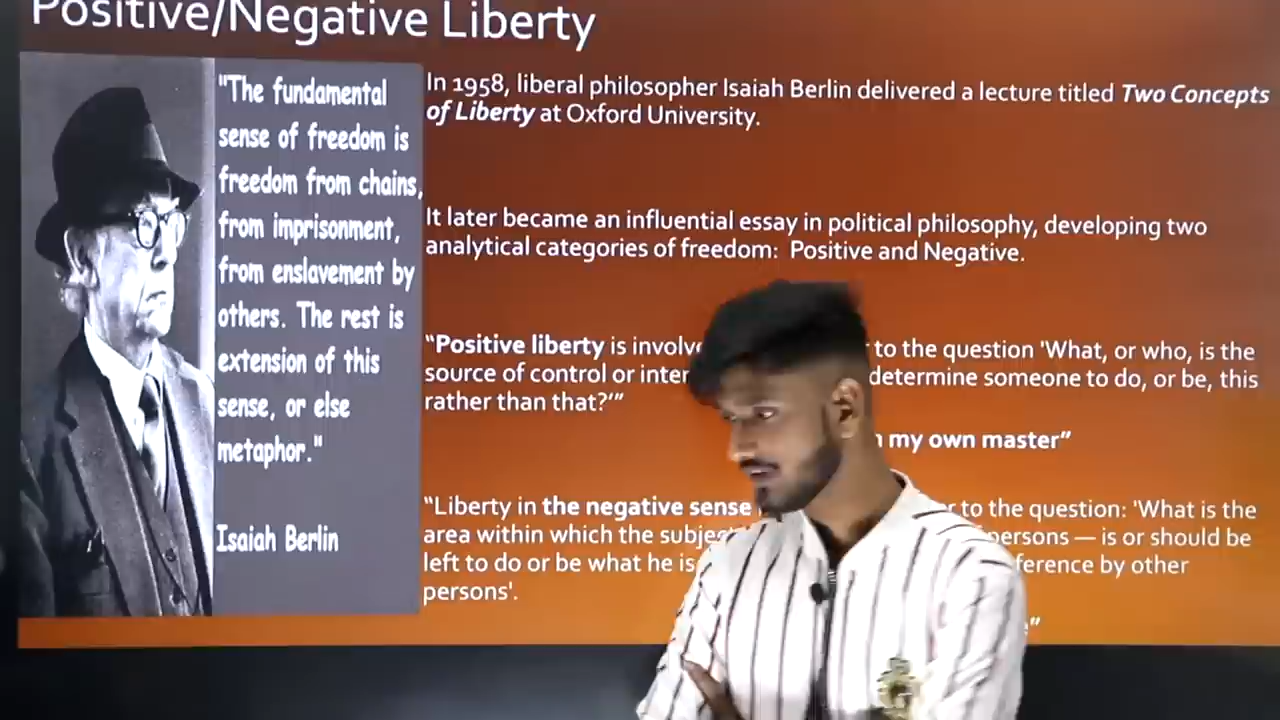 Positive/Negative Liberty
"The fundamental
sense of freedom is
freedom from chains,
from imprisonment,
from enslavement by
others. The rest is
extension of this
sense, or else
metaphor."
Isaiah Berlin
In 1958, liberal philosopher Isaiah Berlin delivered a lecture titled Two Concepts
of Liberty at Oxford University.
It later became an influential essay in political philosophy, developing two
analytical categories of freedom: Positive and Negative.
“Positive liberty is to the question 'What, or who, is the
source of control or determine someone to do, or be, this
rather than that?’”
my own master”
“Liberty in the negative sense to the question: 'What is the
area within which the persons — is or should be
left to do or be what he is by other
persons'.